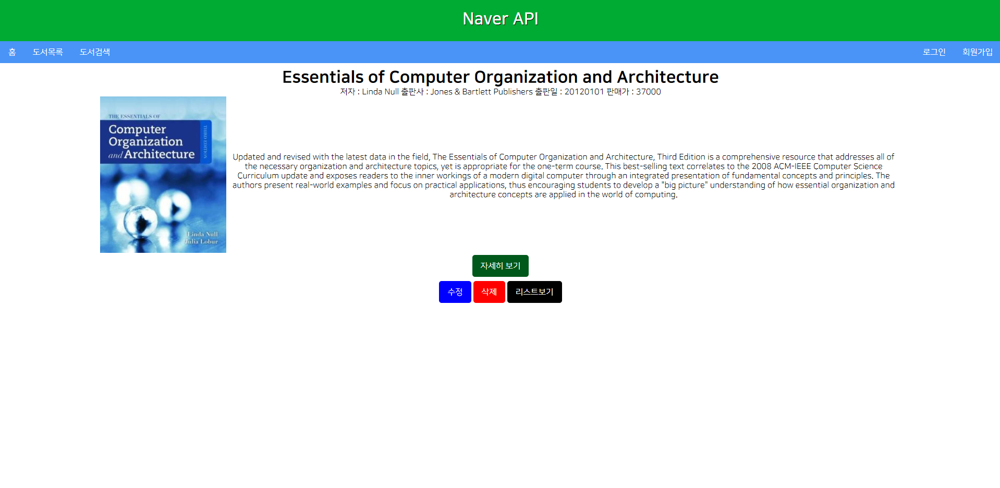 Naver API
홈 도서목록 도서검색 로그인 회원가입
Essentials of Computer Organization and Architecture
저자 : Linda Null 출판사 : Jones & Bartlett Publishers 출판일 : 20120101 판매가 : 37000
THE ESSENTIALS OF
Computer
Organization
and Architecture
THIRD EDITION
Linda Null
Julia Lobur
Updated and revised with the latest data in the field, The Essentials of Computer Organization and Architecture, Third Edition is a comprehensive resource that addresses all of
the necessary organization and architecture topics, yet is appropriate for the one-term course. This best-selling text correlates to the 2008 ACM-IEEE Computer Science
Curriculum update and exposes readers to the inner workings of a modern digital computer through an integrated presentation of fundamental concepts and principles. The
authors present real-world examples and focus on practical applications, thus encouraging students to develop a "big picture" understanding of how essential organization and
architecture concepts are applied in the world of computing.
자세히 보기
수정 삭제 리스트보기